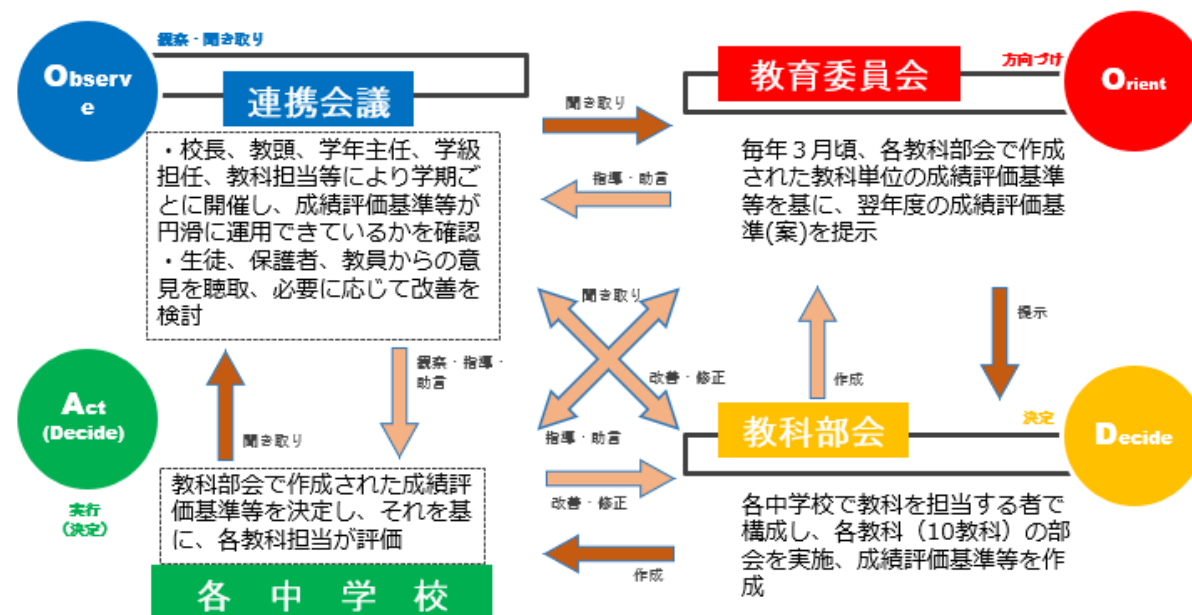 観察・聞き取り
Observ
e
連携会議
・校長、教頭、学年主任、学級
担任、教科担当等により学期ご
とに開催し、成績評価基準等が
円滑に運用できているかを確認
・生徒、保護者、教員からの意
見を聴取、必要に応じて改善を
検討
聞き取り
指導・助言
教育委員会
方向づけ
Orient
毎年３月頃、各教科部会で作成
された教科単位の成績評価基準
等を基に、翌年度の成績評価基
準(案)を提示
聞き取り
改善・修正
指導・助言
作成
提示
Act
(Decide)
実行
（決定）
聞き取り
観察・指導・
助言
教科部会で作成された成績評
価基準等を決定し、それを基
に、各教科担当が評価
各中学校
改善・修正
作成
教科部会
決定
Decide
各中学校で教科を担当する者で
構成し、各教科（10教科）の部
会を実施、成績評価基準等を作
成